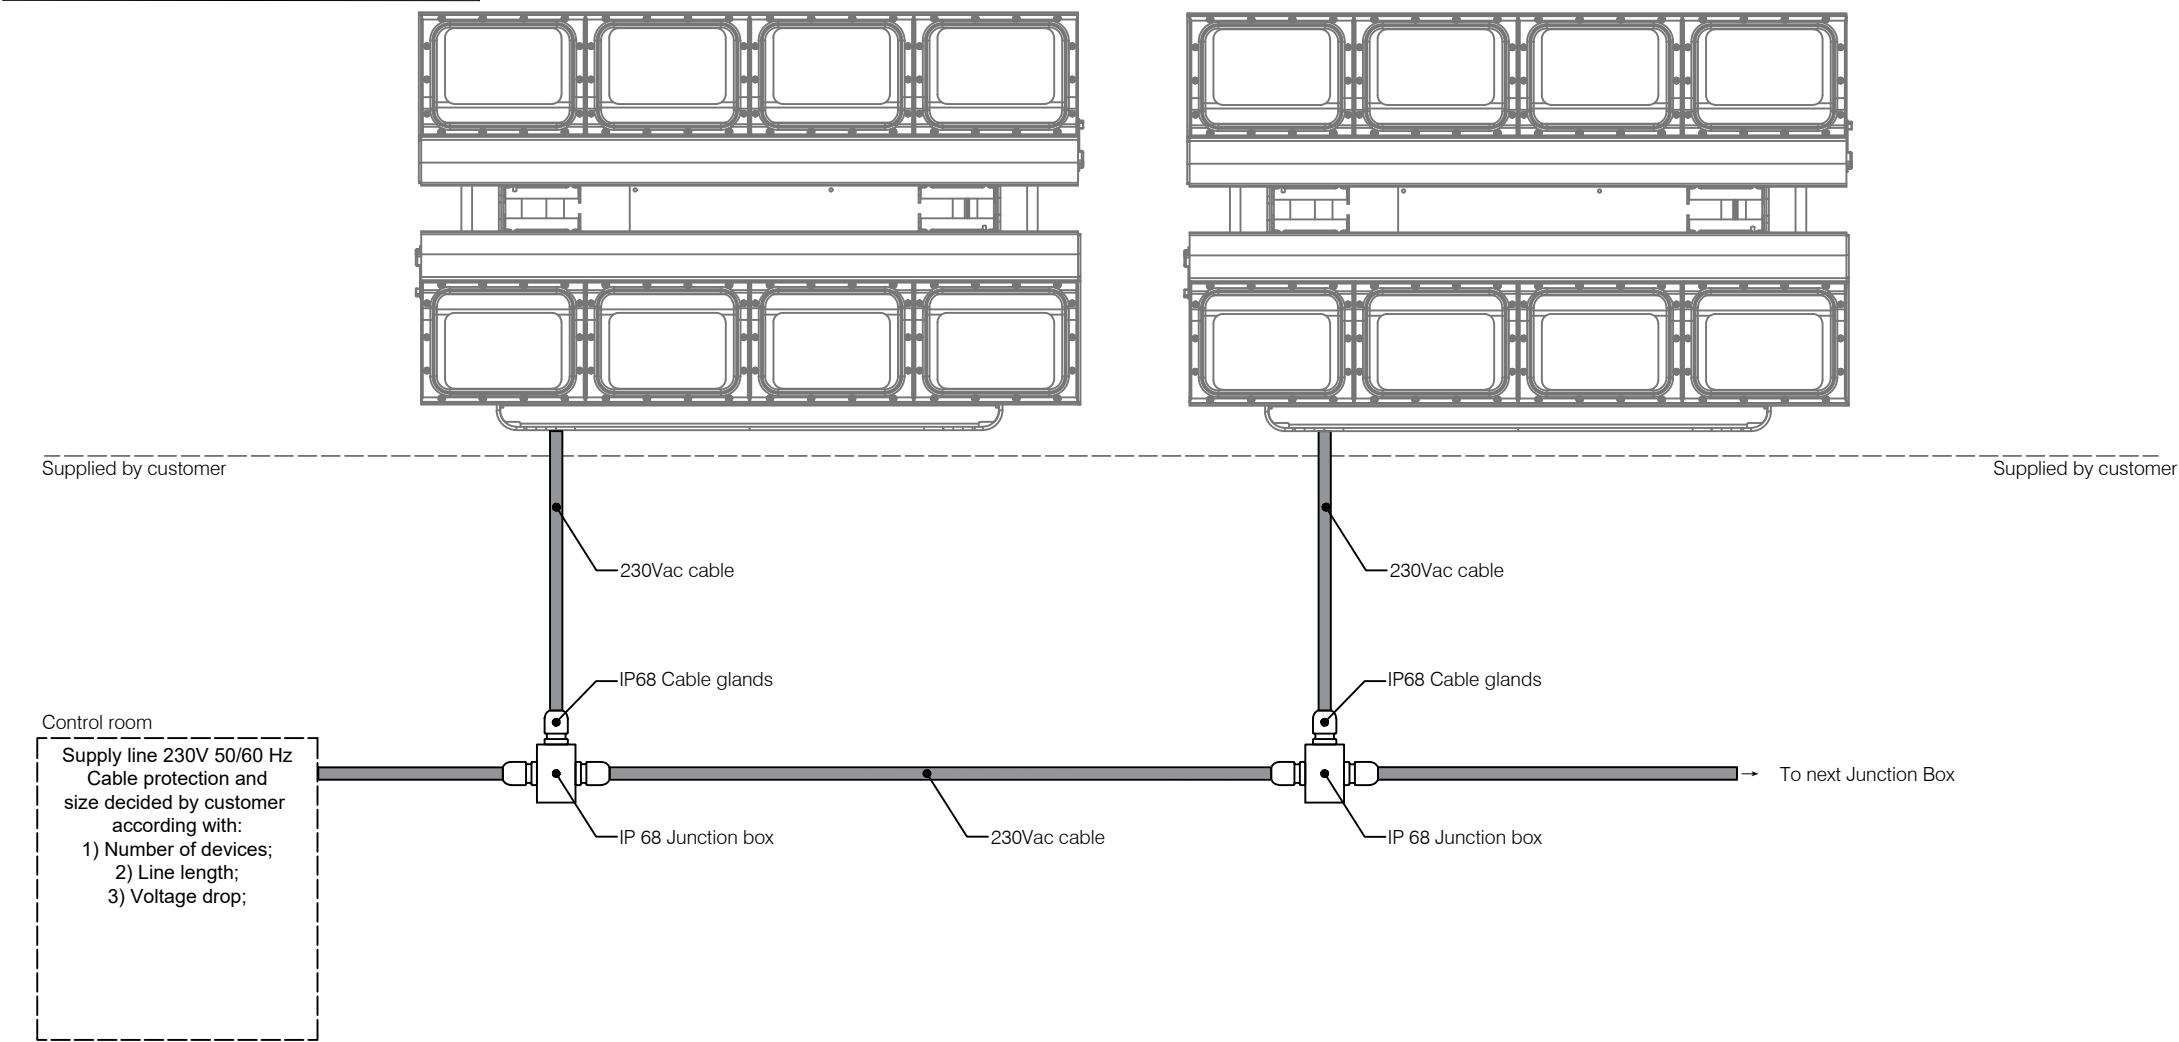 Supplied by customer
Supplied by customer
230Vac cable
230Vac cable
IP68 Cable glands
IP68 Cable glands
Control room
Supply line 230V 50/60 Hz
Cable protection and
size decided by customer
according with:
1) Number of devices;
2) Line length;
3) Voltage drop;
To next Junction Box
IP 68 Junction box
230Vac cable
IP 68 Junction box